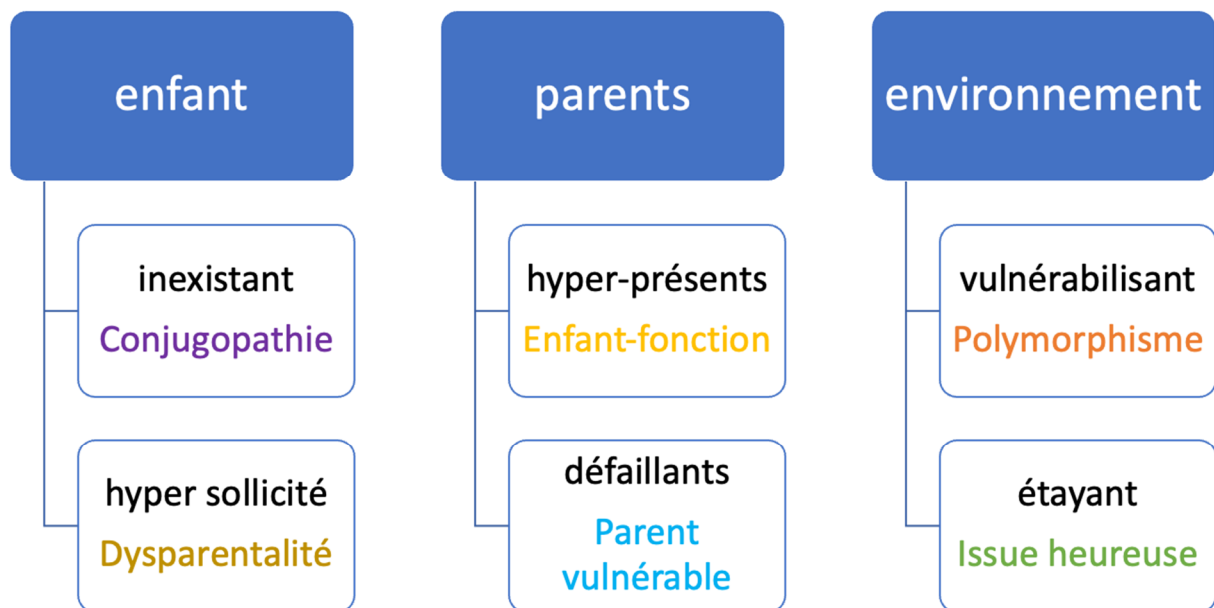 enfant
inexistant
Conjugopathie
hyper sollicité
Dysparentalité
parents
hyper-présents
Enfant-fonction
défaillants
Parent
vulnérable
environnement
vulnérabilisant
Polymorphisme
étayant
Issue heureuse